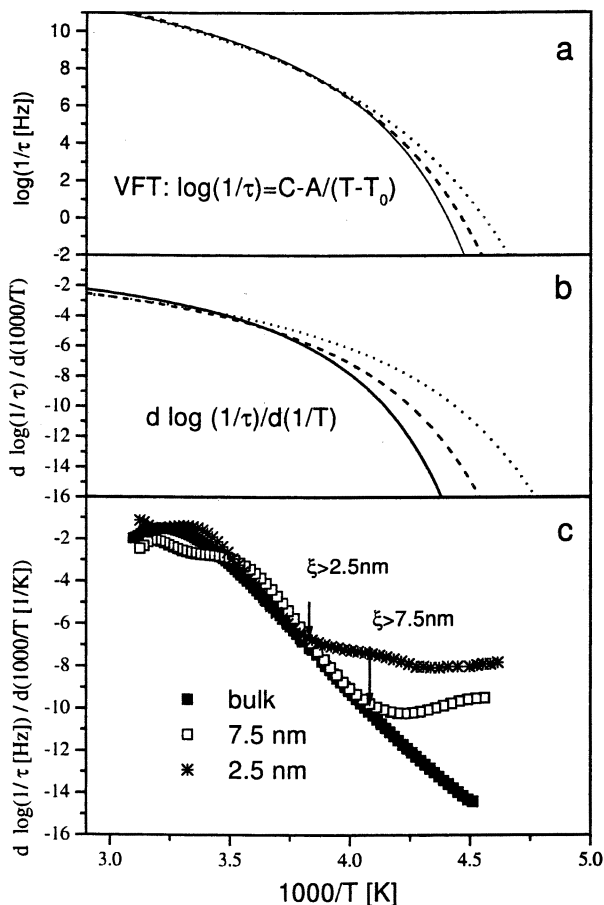 a
10
8
6
4
2
0
-2
log(1/τ [Hz])
VFT: log(1/τ)=C-A/(T-T₀)
b
-2
-4
-6
-8
-10
-12
-14
-16
d log(1/τ) / d(1000/T)
d log (1/τ)/d(1/T)
c
-2
-4
-6
-8
-10
-12
-14
-16
d log(1/τ [Hz]) / d(1000/T [1/K]
ξ>2.5nm
ξ>7.5nm
bulk
7.5 nm
2.5 nm
3.0 3.5 4.0 4.5 5.0
1000/T [K]